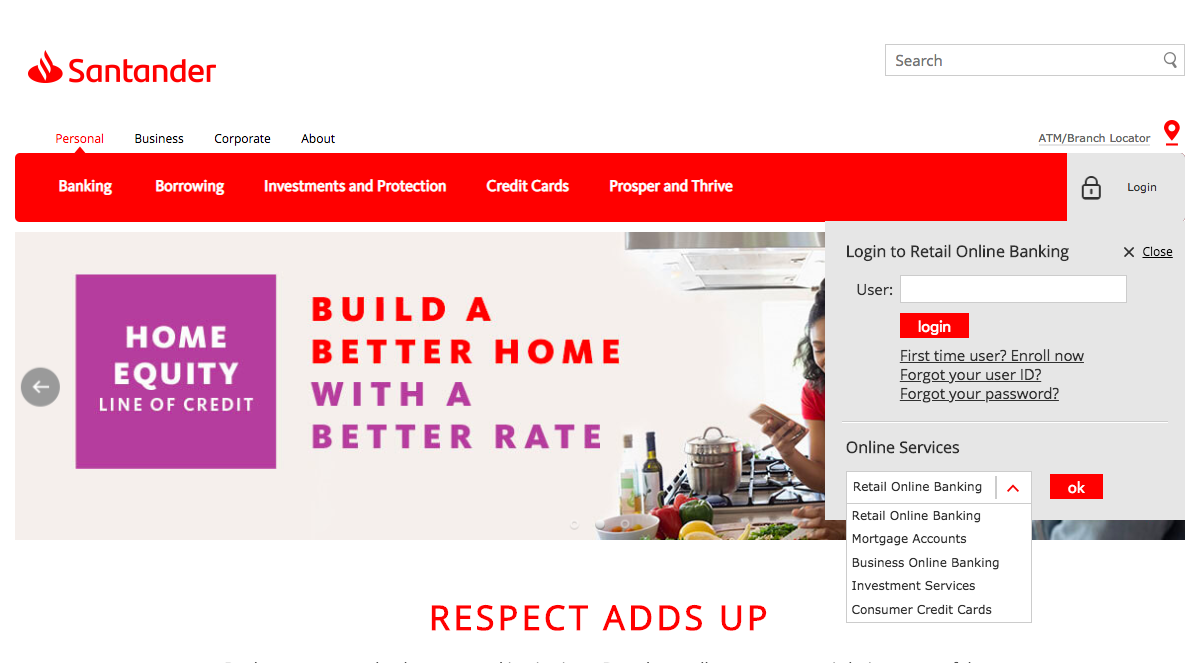 Santander
Search
Personal Business Corporate About
ATM/Branch Locator
Banking Borrowing Investments and Protection Credit Cards Prosper and Thrive
Login
HOME
EQUITY
LINE OF CREDIT
BUILD A
BETTER HOME
WITH A
BETTER RATE
Login to Retail Online Banking
Close
User:
login
First time user? Enroll now
Forgot your user ID?
Forgot your password?
Online Services
Retail Online Banking
ok
Retail Online Banking
Mortgage Accounts
Business Online Banking
Investment Services
Consumer Credit Cards
RESPECT ADDS UP